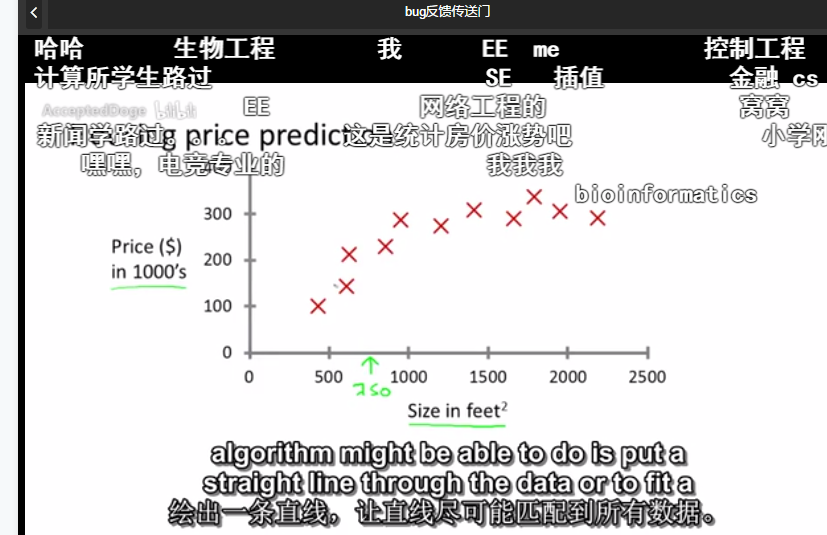 bug反馈传送门
哈哈 生物工程 我 EE me 控制工程
计算所学生路过 SE 插值 金融 cs
AcceptedDoge bilibili EE 网络工程的 窝窝
新闻学路过。。。 这是统计房价涨势吧 小学刚
price predict
嘿嘿，电竞专业的 我我我
bioinformatics
300
Price ($)
in 1000's
200
100
0
0 500 1000 1500 2000 2500
750
Size in feet²
algorithm might be able to do is put a
straight line through the data or to fit a
绘出一条直线，让直线尽可能匹配到所有数据。